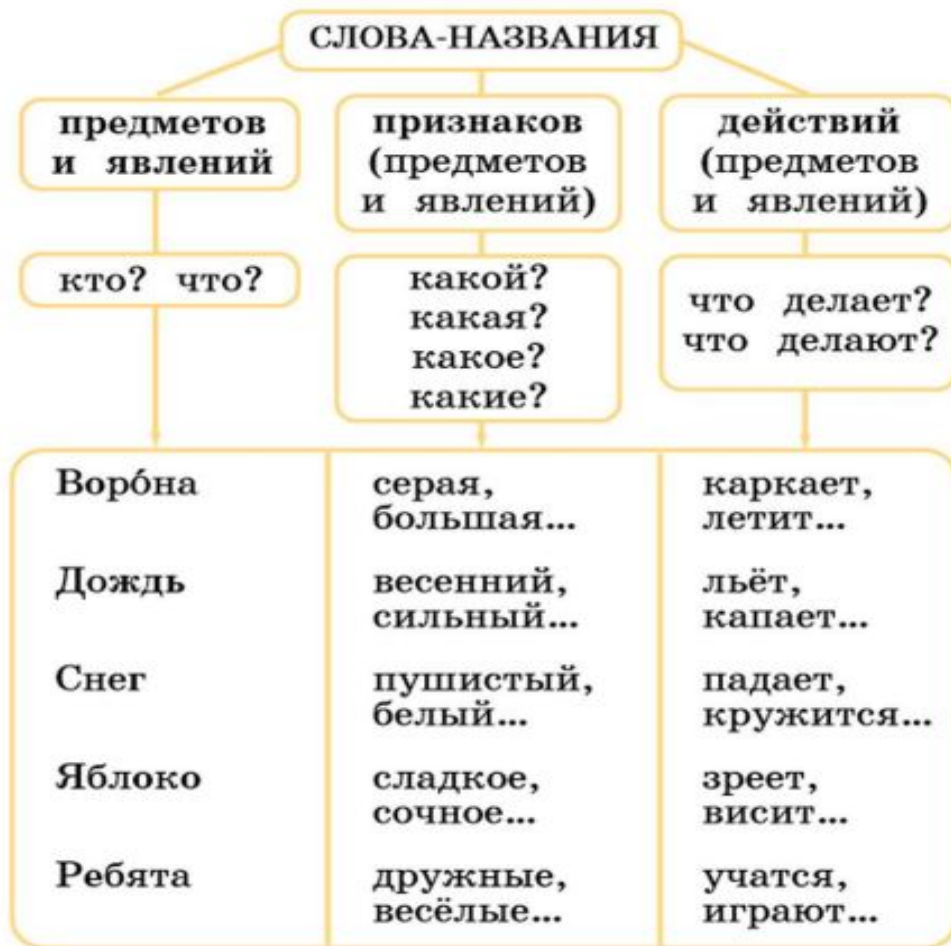 СЛОВА-НАЗВАНИЯ
предметов
и явлений
признаков
(предметов
и явлений)
действий
(предметов
и явлений)
кто? что?
какой?
какая?
какое?
какие?
что делает?
что делают?
Воро́на
серая,
большая...
каркает,
летит...
Дождь
весенний,
сильный...
льёт,
капает...
Снег
пушистый,
белый...
падает,
кружится...
Яблоко
сладкое,
сочное...
зреет,
висит...
Ребята
дружные,
весёлые...
учатся,
играют...